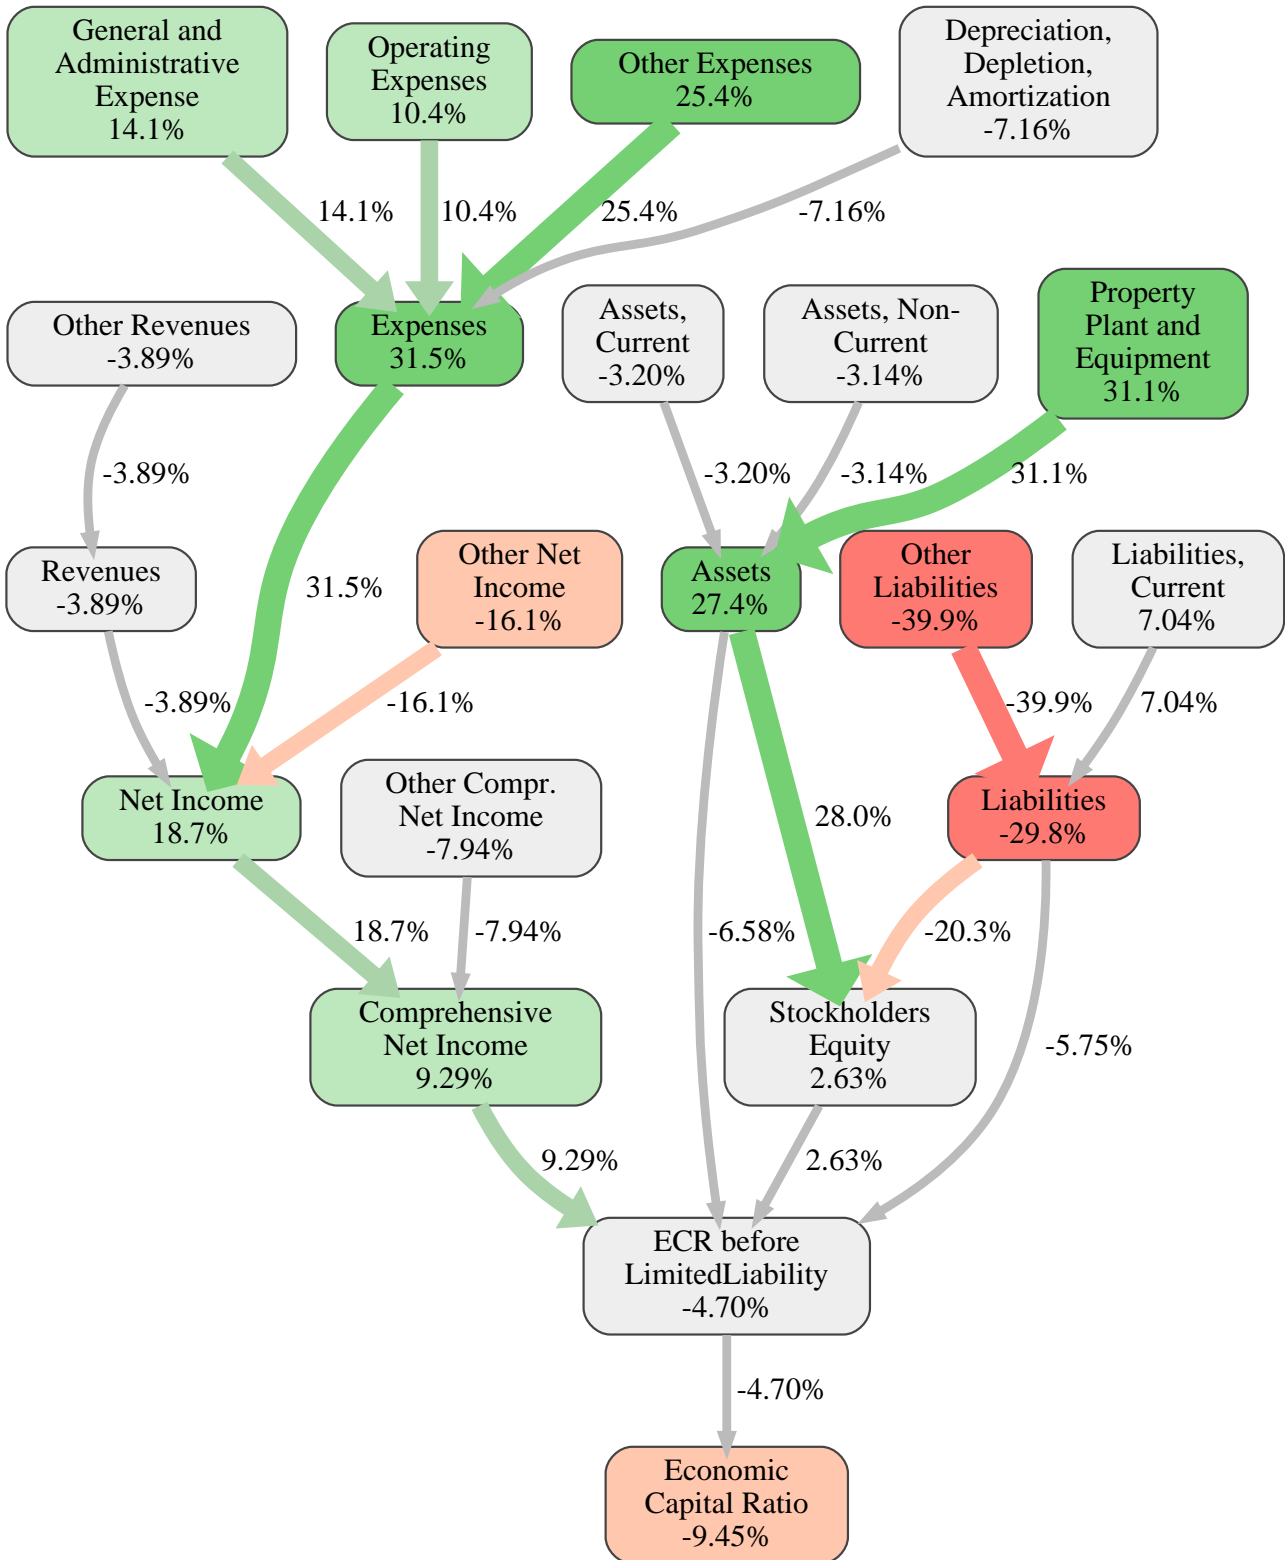 General and
Administrative
Expense
14.1%
Operating
Expenses
10.4%
Other Expenses
25.4%
Depreciation,
Depletion,
Amortization
-7.16%
14.1%
10.4%
25.4%
-7.16%
Other Revenues
-3.89%
Expenses
31.5%
Assets,
Current
-3.20%
Assets, Non-
Current
-3.14%
Property
Plant and
Equipment
31.1%
-3.89%
-3.20%
-3.14%
31.1%
Revenues
-3.89%
31.5%
Other Net
Income
-16.1%
Assets
27.4%
Other
Liabilities
-39.9%
Liabilities,
Current
7.04%
-3.89%
-16.1%
-39.9%
7.04%
Net Income
18.7%
Other Compr.
Net Income
-7.94%
28.0%
Liabilities
-29.8%
18.7%
-7.94%
-6.58%
-20.3%
Comprehensive
Net Income
9.29%
Stockholders
Equity
2.63%
-5.75%
9.29%
2.63%
ECR before
LimitedLiability
-4.70%
-4.70%
Economic
Capital Ratio
-9.45%